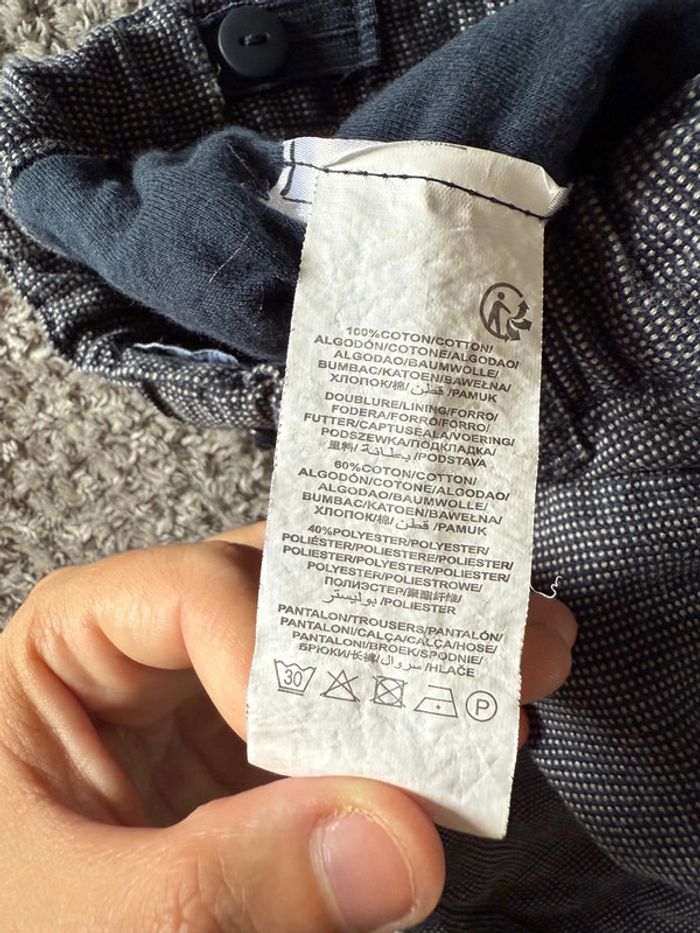 100%COTON/COTTON/
ALGODÓN/COTONE/ALGODAO/
ALGODAO/BAUMWOLLE/
BUMBAC/KATOEN/BAWEŁNA/
ХЛОПОК/棉/قطن/PAMUK
DOUBLURE/LINING/FORRO/
FODERA/FORRO/FORRO/
FUTTER/CAPTUSEALA/VOERING/
PODSZEWKA/ПОДКЛАДКА/
里料/بطانة/PODSTAVA
60%COTON/COTTON/
ALGODÓN/COTONE/ALGODAO/
ALGODAO/BAUMWOLLE/
BUMBAC/KATOEN/BAWEŁNA/
ХЛОПОК/棉/قطن/PAMUK
40%POLYESTER/POLYESTER/
POLIÉSTER/POLIESTERE/POLIESTER/
POLIESTER/POLYESTER/POLIESTER/
POLYESTER/POLIESTROWE/
ПОЛИЭСТЕР/聚酯纤维/
بوليستر/POLIESTER
PANTALON/TROUSERS/PANTALÓN/
PANTALONI/CALÇA/CALÇA/HOSE/
PANTALONI/BROEK/SPODNIE/
БРЮКИ/长裤/سروال/HLAČE
30 P